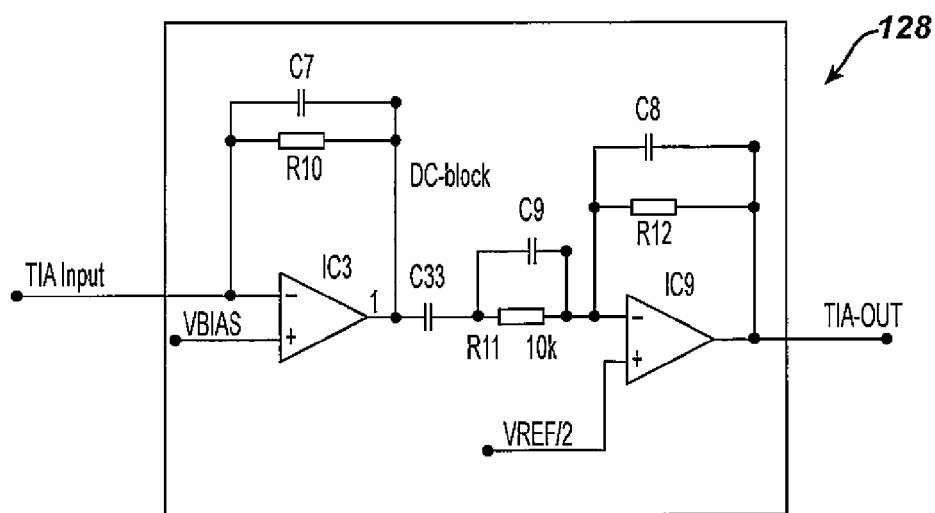 128
C7
R10
DC-block
C8
C9
R12
TIA Input
IC3
1
C33
IC9
TIA-OUT
VBIAS
R11
10k
VREF/2